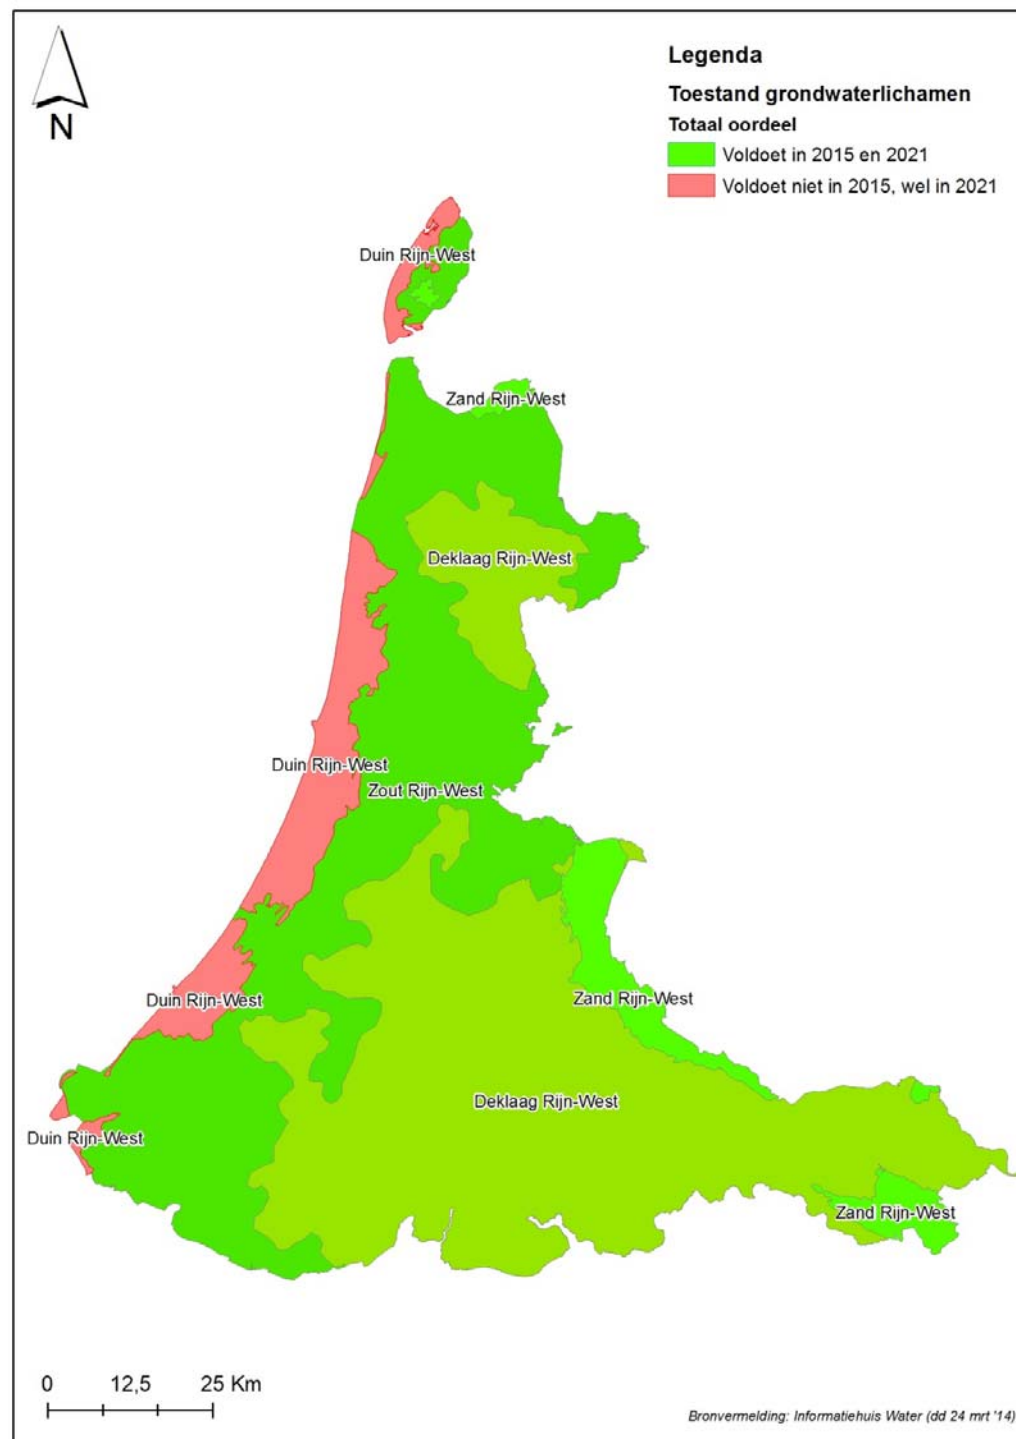 N
Legenda
Toestand grondwaterlichamen
Totaal oordeel
Voldoet in 2015 en 2021
Voldoet niet in 2015, wel in 2021
Duin Rijn-West
Zand Rijn-West
Deklaag Rijn-West
Duin Rijn-West
Zout Rijn-West
Duin Rijn-West
Zand Rijn-West
Deklaag Rijn-West
Duin Rijn-West
Zand Rijn-West
0 12,5 25 Km
Bronvermelding: Informatiehuis Water (dd 24 mrt '14)